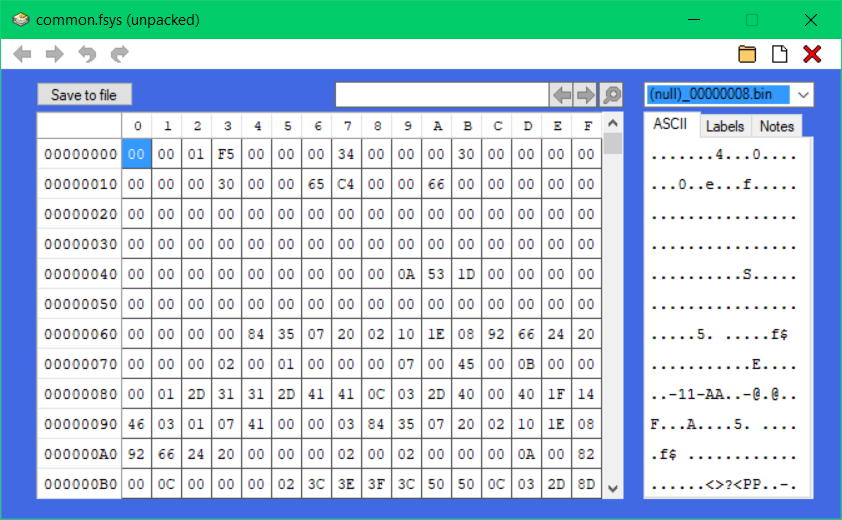 common.fsys (unpacked)
Save to file
(null)_00000008.bin
ASCII Labels Notes
0 1 2 3 4 5 6 7 8 9 A B C D E F
00000000 00 00 01 F5 00 00 00 34 00 00 00 30 00 00 00 00
00000010 00 00 00 30 00 00 65 C4 00 00 66 00 00 00 00 00
00000020 00 00 00 00 00 00 00 00 00 00 00 00 00 00 00 00
00000030 00 00 00 00 00 00 00 00 00 00 00 00 00 00 00 00
00000040 00 00 00 00 00 00 00 00 00 0A 53 1D 00 00 00 00
00000050 00 00 00 00 00 00 00 00 00 00 00 00 00 00 00 00
00000060 00 00 00 00 84 35 07 20 02 10 1E 08 92 66 24 20
00000070 00 00 00 02 00 01 00 00 00 07 00 45 00 0B 00 00
00000080 00 01 2D 31 31 2D 41 41 0C 03 2D 40 00 40 1F 14
00000090 46 03 01 07 41 00 00 03 84 35 07 20 02 10 1E 08
000000A0 92 66 24 20 00 00 00 02 00 02 00 00 00 0A 00 82
000000B0 00 0C 00 00 00 02 3C 3E 3F 3C 50 50 0C 03 2D 8D
.......4...0....
...0..e...f.....
................
................
..........S.....
................
.....5. .....f$
...........E....
..-11-AA..-@.@..
F...A....5. ....
.f$ ............
......<>?<PP..-.